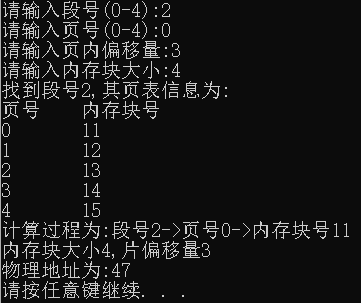 请输入段号(0-4):2
请输入页号(0-4):0
请输入页内偏移量:3
请输入内存块大小:4
找到段号2,其页表信息为:
页号 内存块号
0 11
1 12
2 13
3 14
4 15
计算过程为:段号2->页号0->内存块号11
内存块大小4,片偏移量3
物理地址为:47
请按任意键继续. . .